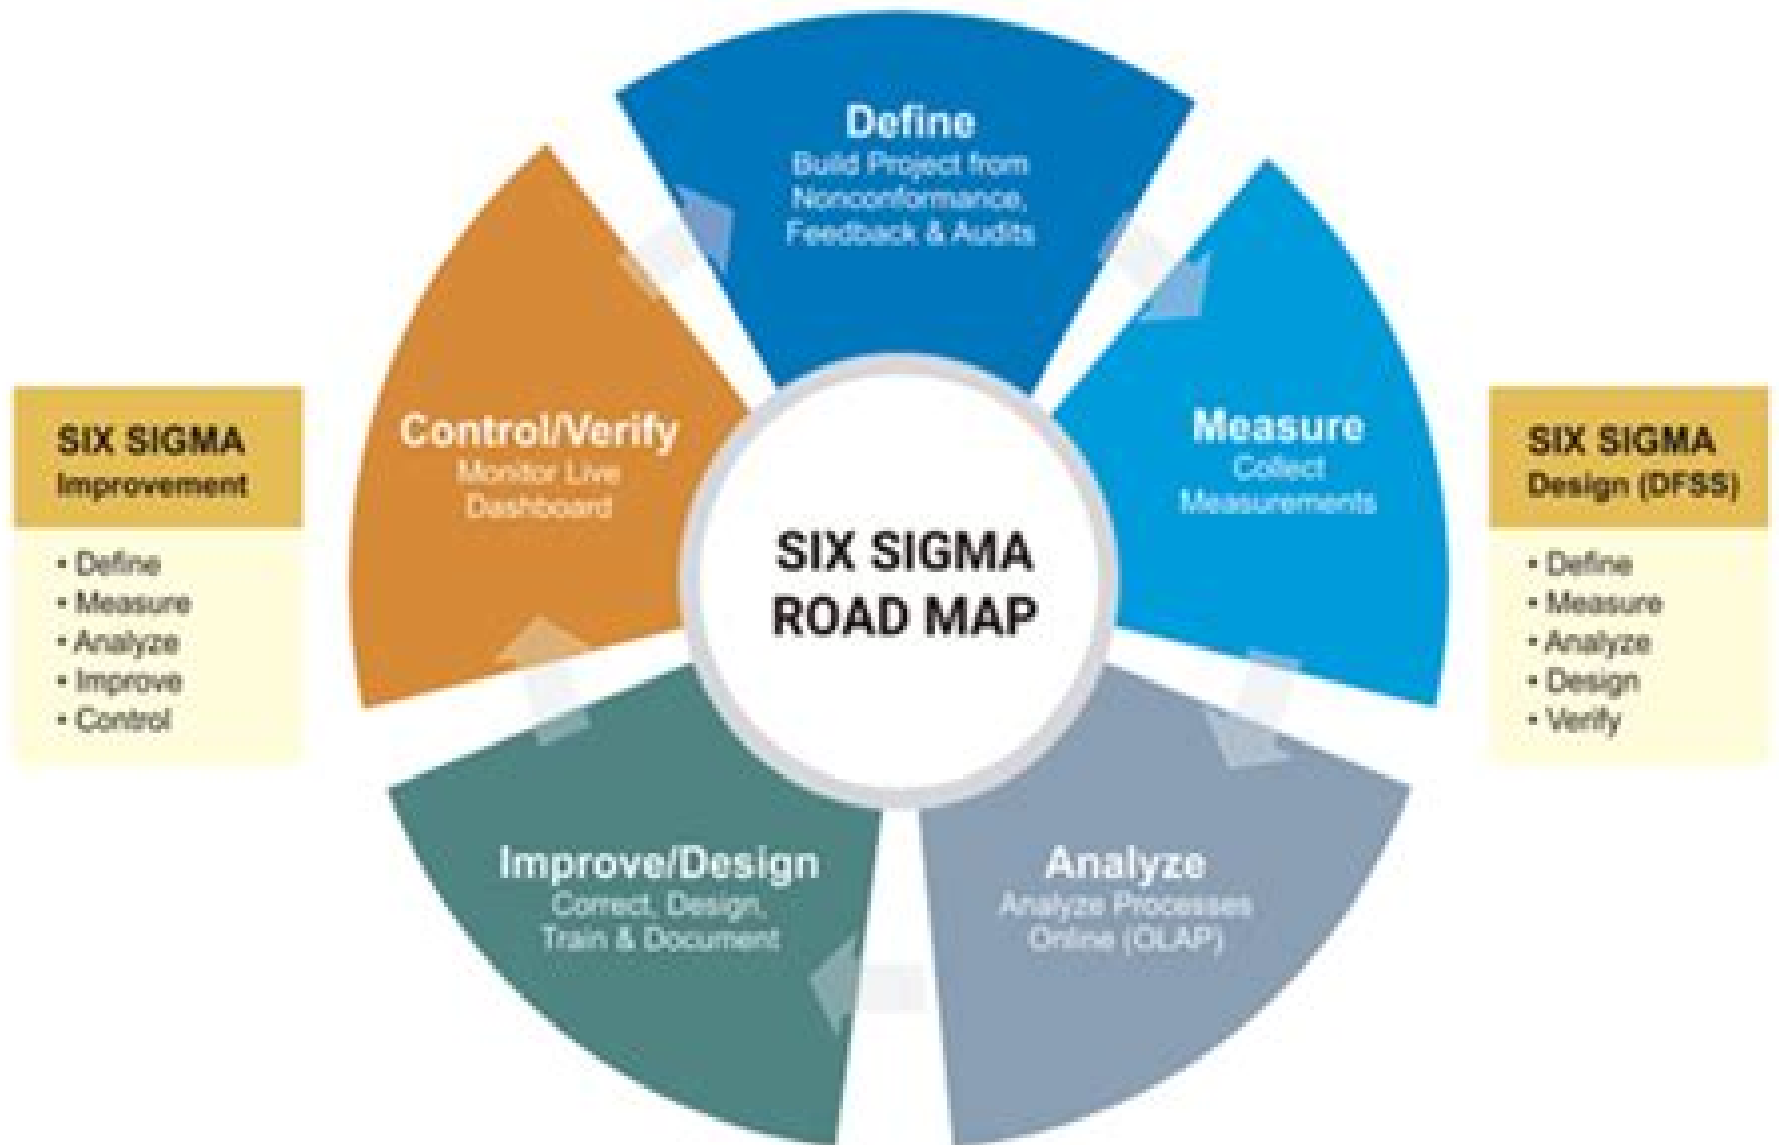 Define
Build Project from
Nonconformance,
Feedback & Audits
Control/Verify
Monitor Live
Dashboard
Measure
Collect
Measurements
SIX SIGMA
Improvement
• Define
• Measure
• Analyze
• Improve
• Control
SIX SIGMA
ROAD MAP
SIX SIGMA
Design (DFSS)
• Define
• Measure
• Analyze
• Design
• Verify
Improve/Design
Correct, Design,
Train & Document
Analyze
Analyze Processes
Online (OLAP)